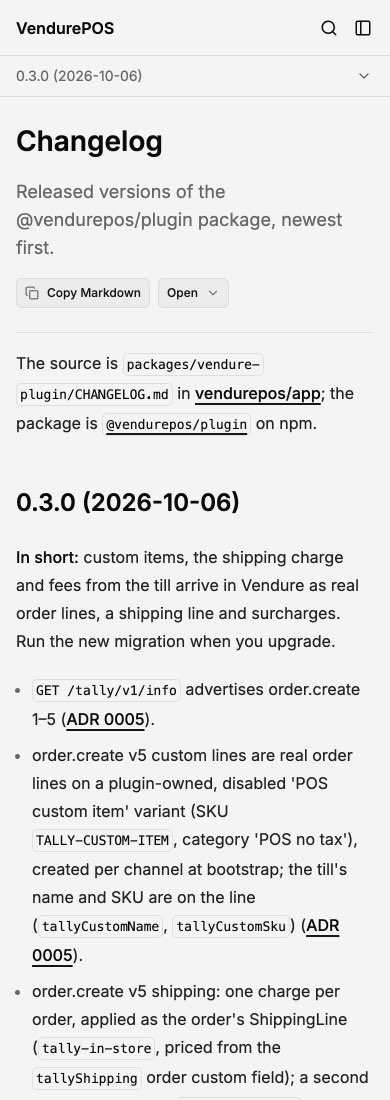 VendurePOS
0.3.0 (2026-10-06)
Changelog
Released versions of the
@vendurepos/plugin package, newest
first.
Copy Markdown
Open
The source is packages/vendure-
plugin/CHANGELOG.md in vendurepos/app; the
package is @vendurepos/plugin on npm.
0.3.0 (2026-10-06)
In short: custom items, the shipping charge
and fees from the till arrive in Vendure as real
order lines, a shipping line and surcharges.
Run the new migration when you upgrade.
• GET /tally/v1/info advertises order.create
1–5 (ADR 0005).
• order.create v5 custom lines are real order
lines on a plugin-owned, disabled 'POS
custom item' variant (SKU
TALLY-CUSTOM-ITEM, category 'POS no tax'),
created per channel at bootstrap; the till's
name and SKU are on the line
(tallyCustomName, tallyCustomSku) (ADR
0005).
• order.create v5 shipping: one charge per
order, applied as the order's ShippingLine
(tally-in-store, priced from the
tallyShipping order custom field); a second